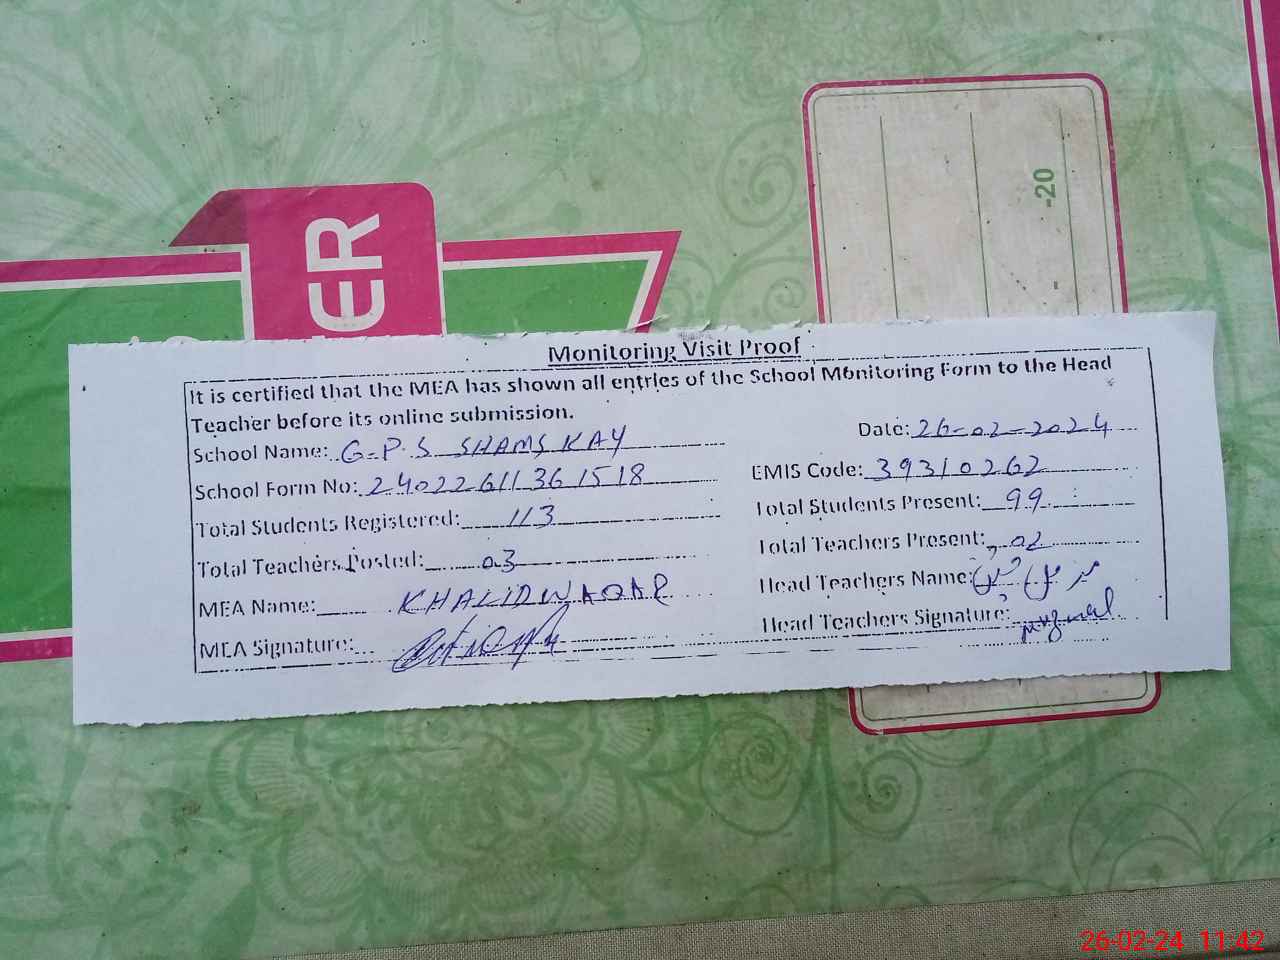 ER
-20
Monitoring Visit Proof
It is certified that the MEA has shown all entries of the School Monitoring Form to the Head
Teacher before its online submission.
School Name: G.P.S SHAMS KAY Date: 26-02-2024
School Form No: 24022611361518 EMIS Code: 39310262
Total Students Registered: 113 Total Students Present: 99
Total Teachers Posted: 03 Total Teachers Present: 02
MEA Name: KHALID WAQAR Head Teachers Name:
MEA Signature: Head Teachers Signature:
26-02-24 11:42